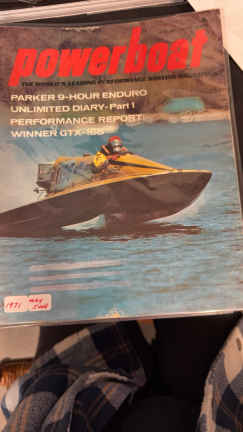 powerboat
THE WORLD'S LEADING PERFORMANCE BOATING MAGAZINE
PARKER 9-HOUR ENDURO
UNLIMITED DIARY-Part 1
PERFORMANCE REPORT:
WINNER GTX-165
1971